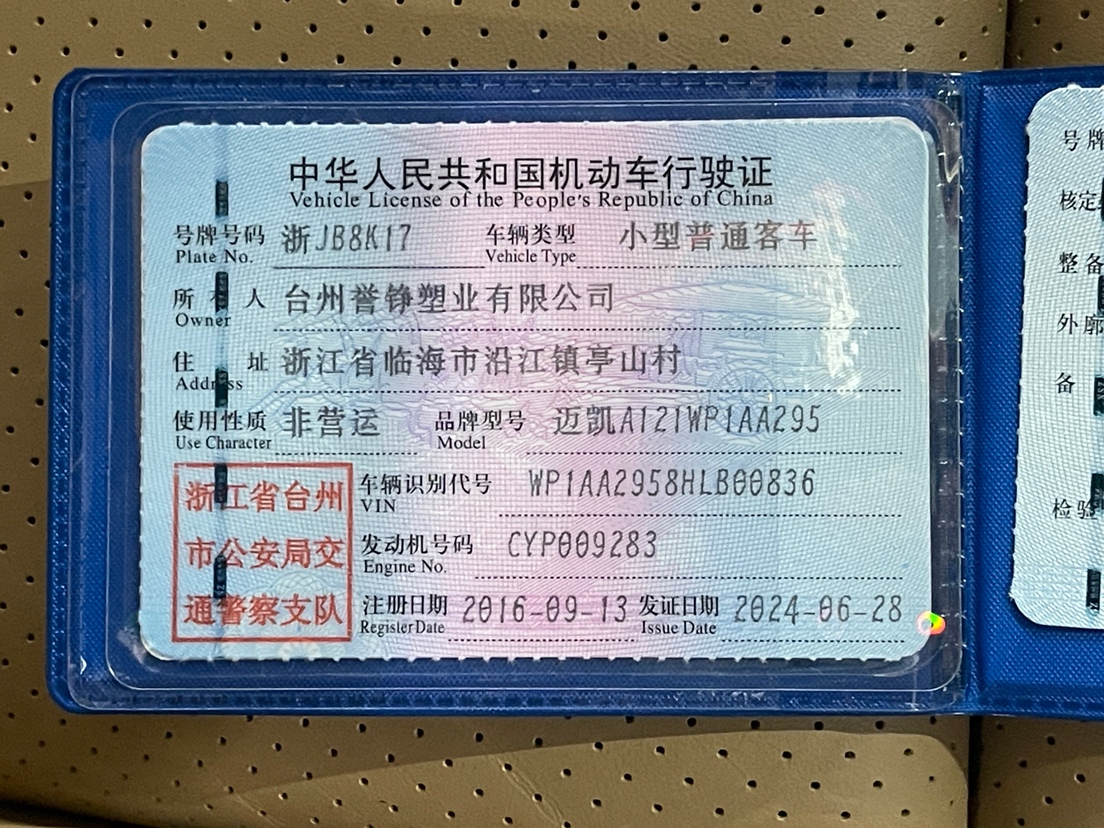 中华人民共和国机动车行驶证
Vehicle License of the People's Republic of China
号牌号码 浙JB8K17 车辆类型 小型普通客车
Plate No. Vehicle Type
所有人 台州誉铮塑业有限公司
Owner
住址 浙江省临海市沿江镇亭山村
Address
使用性质 非营运 品牌型号 迈凯A121WP1AA295
Use Character Model
浙江省台州
市公安局交
通警察支队
车辆识别代号 WP1AA2958HLB00836
VIN
发动机号码 CYP009283
Engine No.
注册日期 2016-09-13 发证日期 2024-06-28
Register Date Issue Date
号牌
核定
整备
外廓
备
检验